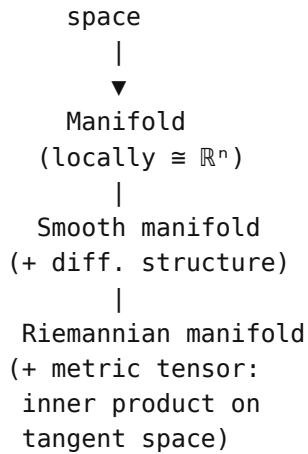 space
|
▼
Manifold
(locally ≅ ℝⁿ)
|
Smooth manifold
(+ diff. structure)
|
Riemannian manifold
(+ metric tensor:
inner product on
tangent space)